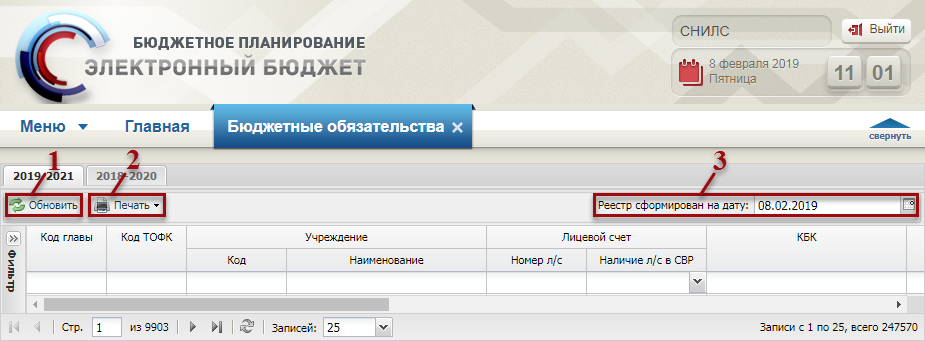 БЮДЖЕТНОЕ ПЛАНИРОВАНИЕ
ЭЛЕКТРОННЫЙ БЮДЖЕТ
СНИЛС
Выйти
8 февраля 2019
Пятница
11 01
Меню
Главная
Бюджетные обязательства
свернуть
1
2
3
2019-2021
2018-2020
Обновить
Печать
Реестр сформирован на дату: 08.02.2019
Фильтр
Код главы
Код ТОФК
Учреждение
Лицевой счет
КБК
Код
Наименование
Номер л/с
Наличие л/с в СВР
Стр. 1 из 9903
Записей: 25
Записи с 1 по 25, всего 247570